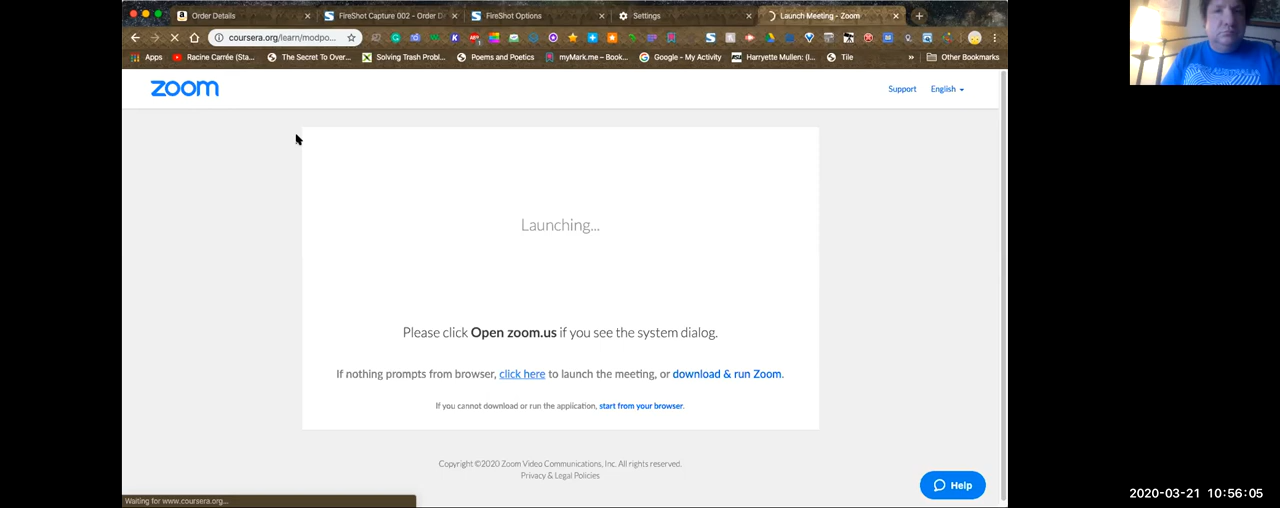 Order Details
FireShot Capture 002 - Order D
FireShot Options
Settings
Launch Meeting - Zoom
coursera.org/learn/modpo...
Apps
Racine Carrée (Sta...
The Secret To Over...
Solving Trash Probl...
Poems and Poetics
myMark.me – Book...
Google - My Activity
Harryette Mullen: (I...
Tile
»
Other Bookmarks
zoom
Support
English
Launching...
Please click Open zoom.us if you see the system dialog.
If nothing prompts from browser, click here to launch the meeting, or download & run Zoom.
If you cannot download or run the application, start from your browser.
Copyright ©2020 Zoom Video Communications, Inc. All rights reserved.
Privacy & Legal Policies
Help
Waiting for www.coursera.org...
2020-03-21 10:56:05